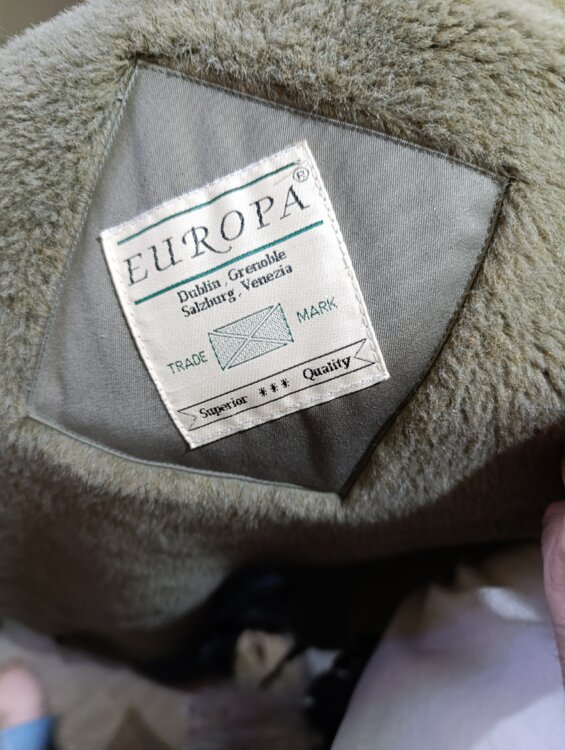 EUROPA®
Dublin, Grenoble
Salzburg, Venezia
TRADE MARK
Superior *** Quality